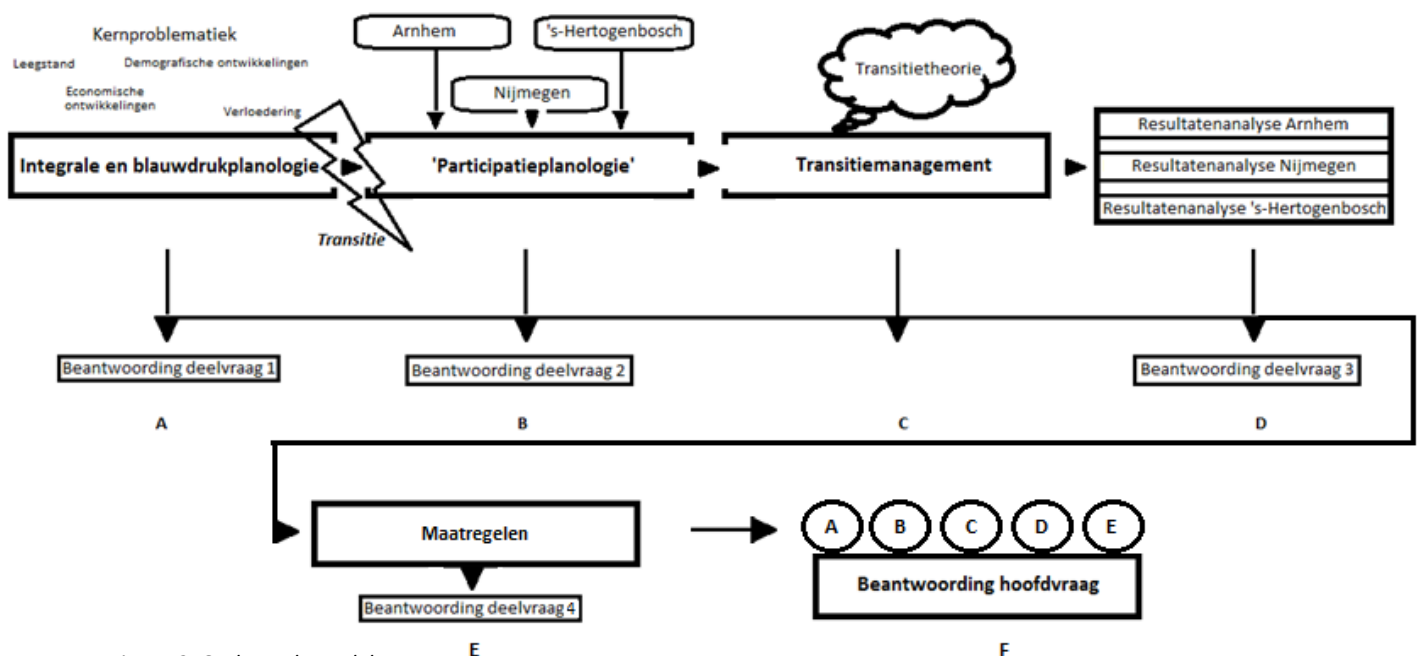 Kernproblematiek
Leegstand
Demografische ontwikkelingen
Economische
ontwikkelingen
Verloedering
Arnhem
's-Hertogenbosch
Nijmegen
Transitietheorie
Integrale en blauwdrukplanologie
'Participatieplanologie'
Transitiemanagement
Resultatenanalyse Arnhem
Resultatenanalyse Nijmegen
Resultatenanalyse 's-Hertogenbosch
Transitie
Beantwoording deelvraag 1
Beantwoording deelvraag 2
Beantwoording deelvraag 3
A
B
C
D
Maatregelen
A
B
C
D
E
Beantwoording hoofdvraag
Beantwoording deelvraag 4
E
F